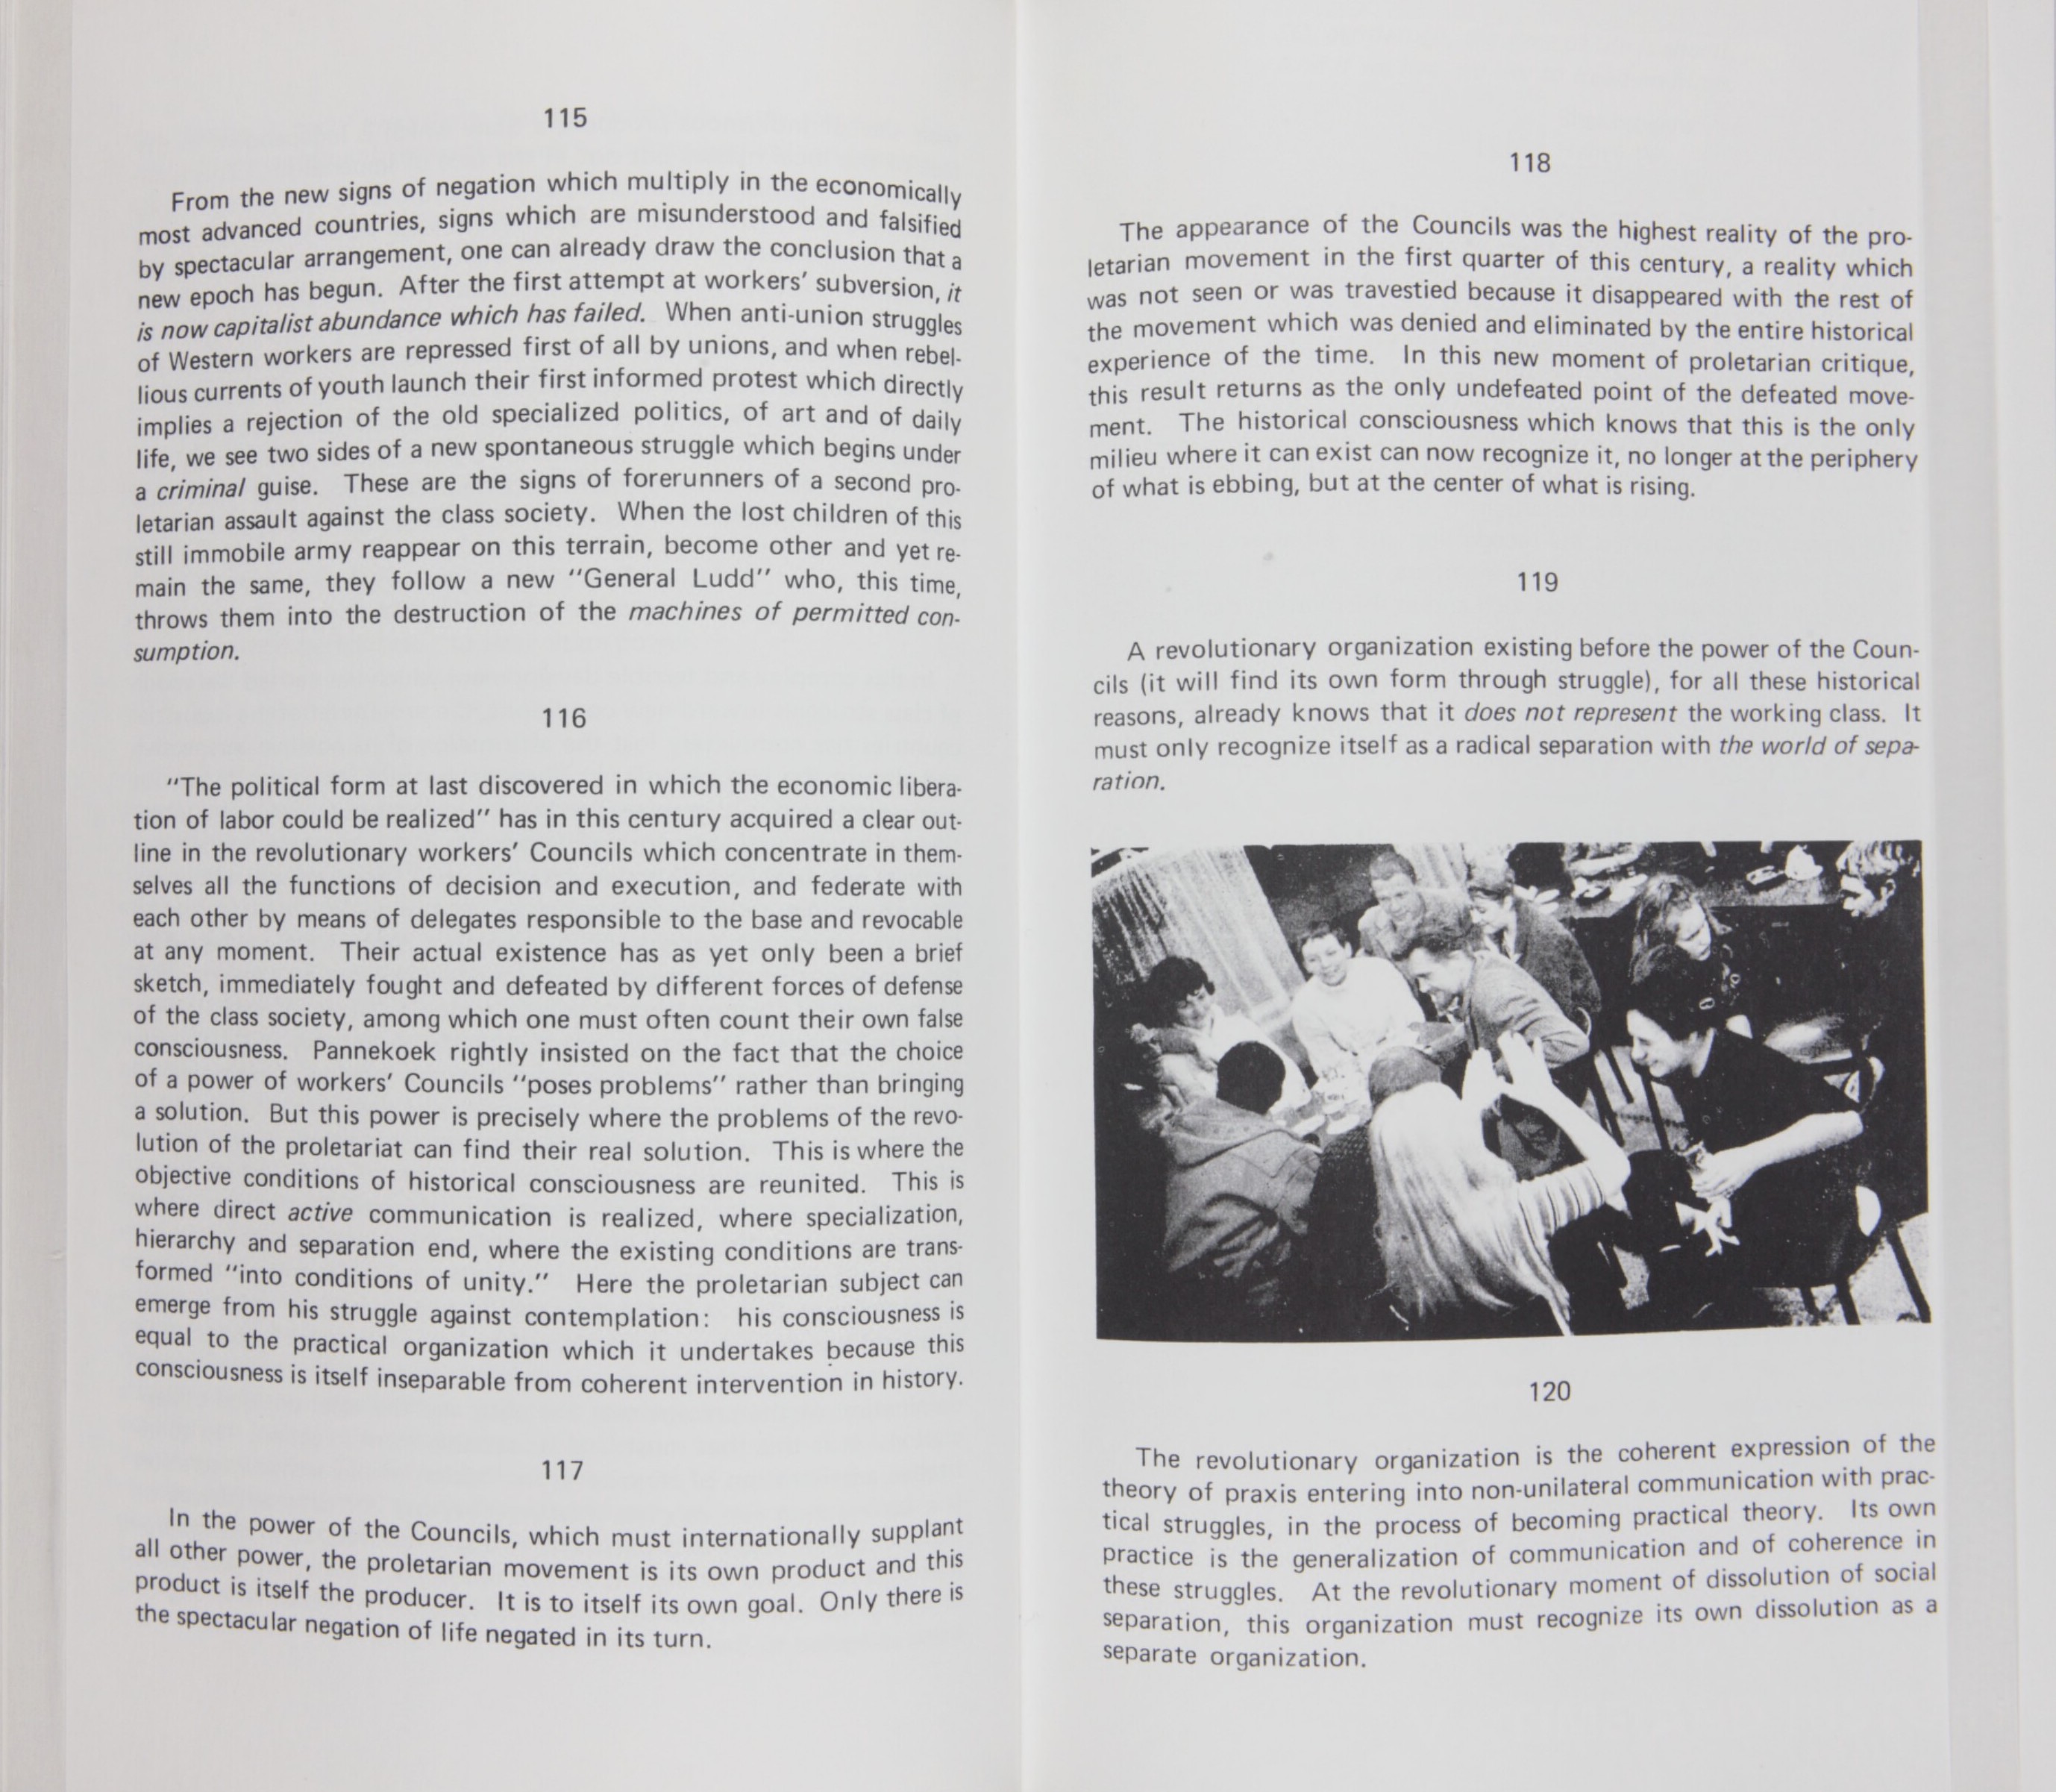 115
From the new signs of negation which multiply in the economically
most advanced countries, signs which are misunderstood and falsified
by spectacular arrangement, one can already draw the conclusion that a
new epoch has begun. After the first attempt at workers' subversion, it
is now capitalist abundance which has failed. When anti-union struggles
of Western workers are repressed first of all by unions, and when rebel-
lious currents of youth launch their first informed protest which directly
implies a rejection of the old specialized politics, of art and of daily
life, we see two sides of a new spontaneous struggle which begins under
a criminal guise. These are the signs of forerunners of a second pro-
letarian assault against the class society. When the lost children of this
still immobile army reappear on this terrain, become other and yet re-
main the same, they follow a new "General Ludd" who, this time,
throws them into the destruction of the machines of permitted con-
sumption.
116
"The political form at last discovered in which the economic libera-
tion of labor could be realized" has in this century acquired a clear out-
line in the revolutionary workers' Councils which concentrate in them-
selves all the functions of decision and execution, and federate with
each other by means of delegates responsible to the base and revocable
at any moment. Their actual existence has as yet only been a brief
sketch, immediately fought and defeated by different forces of defense
of the class society, among which one must often count their own false
consciousness. Pannekoek rightly insisted on the fact that the choice
of a power of workers' Councils "poses problems" rather than bringing
a solution. But this power is precisely where the problems of the revo-
lution of the proletariat can find their real solution. This is where the
objective conditions of historical consciousness are reunited. This is
where direct active communication is realized, where specialization,
hierarchy and separation end, where the existing conditions are trans-
formed "into conditions of unity." Here the proletarian subject can
emerge from his struggle against contemplation: his consciousness is
equal to the practical organization which it undertakes because this
consciousness is itself inseparable from coherent intervention in history.
117
In the power of the Councils, which must internationally supplant
all other power, the proletarian movement is its own product and this
product is itself the producer. It is to itself its own goal. Only there is
the spectacular negation of life negated in its turn.
118
The appearance of the Councils was the highest reality of the pro-
letarian movement in the first quarter of this century, a reality which
was not seen or was travestied because it disappeared with the rest of
the movement which was denied and eliminated by the entire historical
experience of the time. In this new moment of proletarian critique,
this result returns as the only undefeated point of the defeated move-
ment. The historical consciousness which knows that this is the only
milieu where it can exist can now recognize it, no longer at the periphery
of what is ebbing, but at the center of what is rising.
119
A revolutionary organization existing before the power of the Coun-
cils (it will find its own form through struggle), for all these historical
reasons, already knows that it does not represent the working class. It
must only recognize itself as a radical separation with the world of sepa-
ration.
120
The revolutionary organization is the coherent expression of the
theory of praxis entering into non-unilateral communication with prac-
tical struggles, in the process of becoming practical theory. Its own
practice is the generalization of communication and of coherence in
these struggles. At the revolutionary moment of dissolution of social
separation, this organization must recognize its own dissolution as a
separate organization.